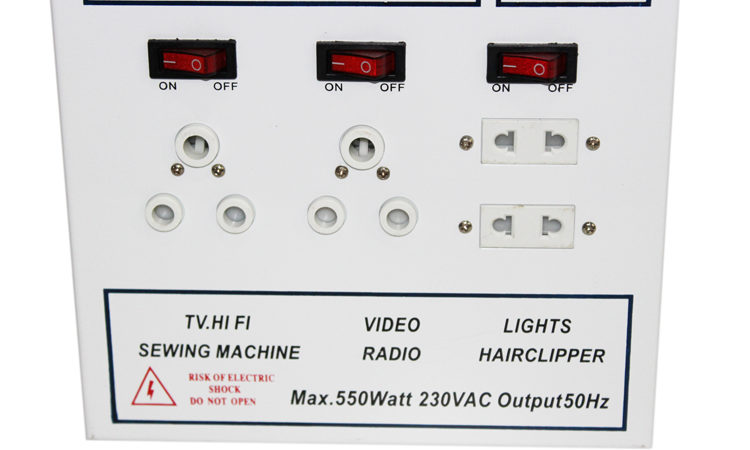 ON OFF ON OFF ON OFF
TV.HI FI VIDEO LIGHTS
SEWING MACHINE RADIO HAIRCLIPPER
RISK OF ELECTRIC
SHOCK
DO NOT OPEN
Max.550Watt 230VAC Output50Hz